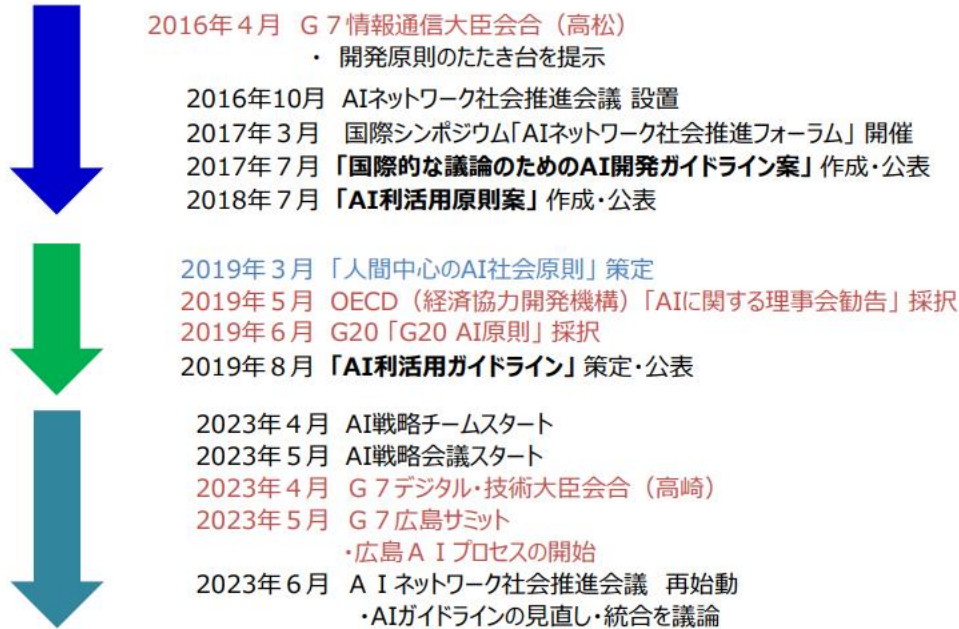 2016年４月 Ｇ７情報通信大臣会合（高松）
・ 開発原則のたたき台を提示
2016年10月 AIネットワーク社会推進会議 設置
2017年３月 国際シンポジウム「AIネットワーク社会推進フォーラム」 開催
2017年７月 「国際的な議論のためのAI開発ガイドライン案」 作成・公表
2018年７月 「AI利活用原則案」 作成・公表
2019年３月 「人間中心のAI社会原則」 策定
2019年５月 OECD（経済協力開発機構）「AIに関する理事会勧告」 採択
2019年６月 G20「G20 AI原則」 採択
2019年８月 「AI利活用ガイドライン」 策定・公表
2023年４月 AI戦略チームスタート
2023年５月 AI戦略会議スタート
2023年４月 Ｇ７デジタル・技術大臣会合（高崎）
2023年５月 Ｇ７広島サミット
・広島ＡＩプロセスの開始
2023年６月 ＡＩネットワーク社会推進会議 再始動
・AIガイドラインの見直し・統合を議論